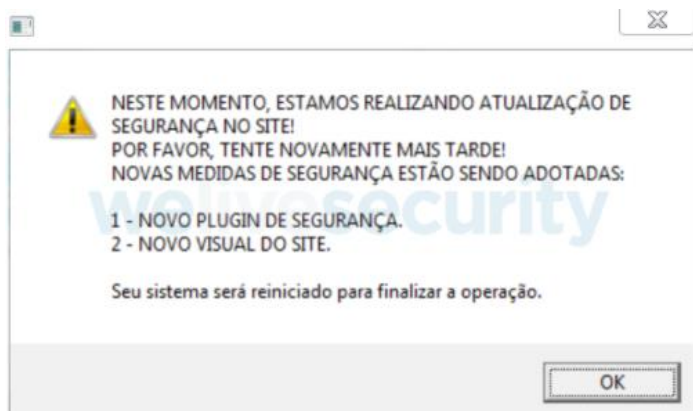 NESTE MOMENTO, ESTAMOS REALIZANDO ATUALIZAÇÃO DE
SEGURANÇA NO SITE!
POR FAVOR, TENTE NOVAMENTE MAIS TARDE!
NOVAS MEDIDAS DE SEGURANÇA ESTÃO SENDO ADOTADAS:
welivesecurity
1 - NOVO PLUGIN DE SEGURANÇA.
2 - NOVO VISUAL DO SITE.
Seu sistema será reiniciado para finalizar a operação.
OK